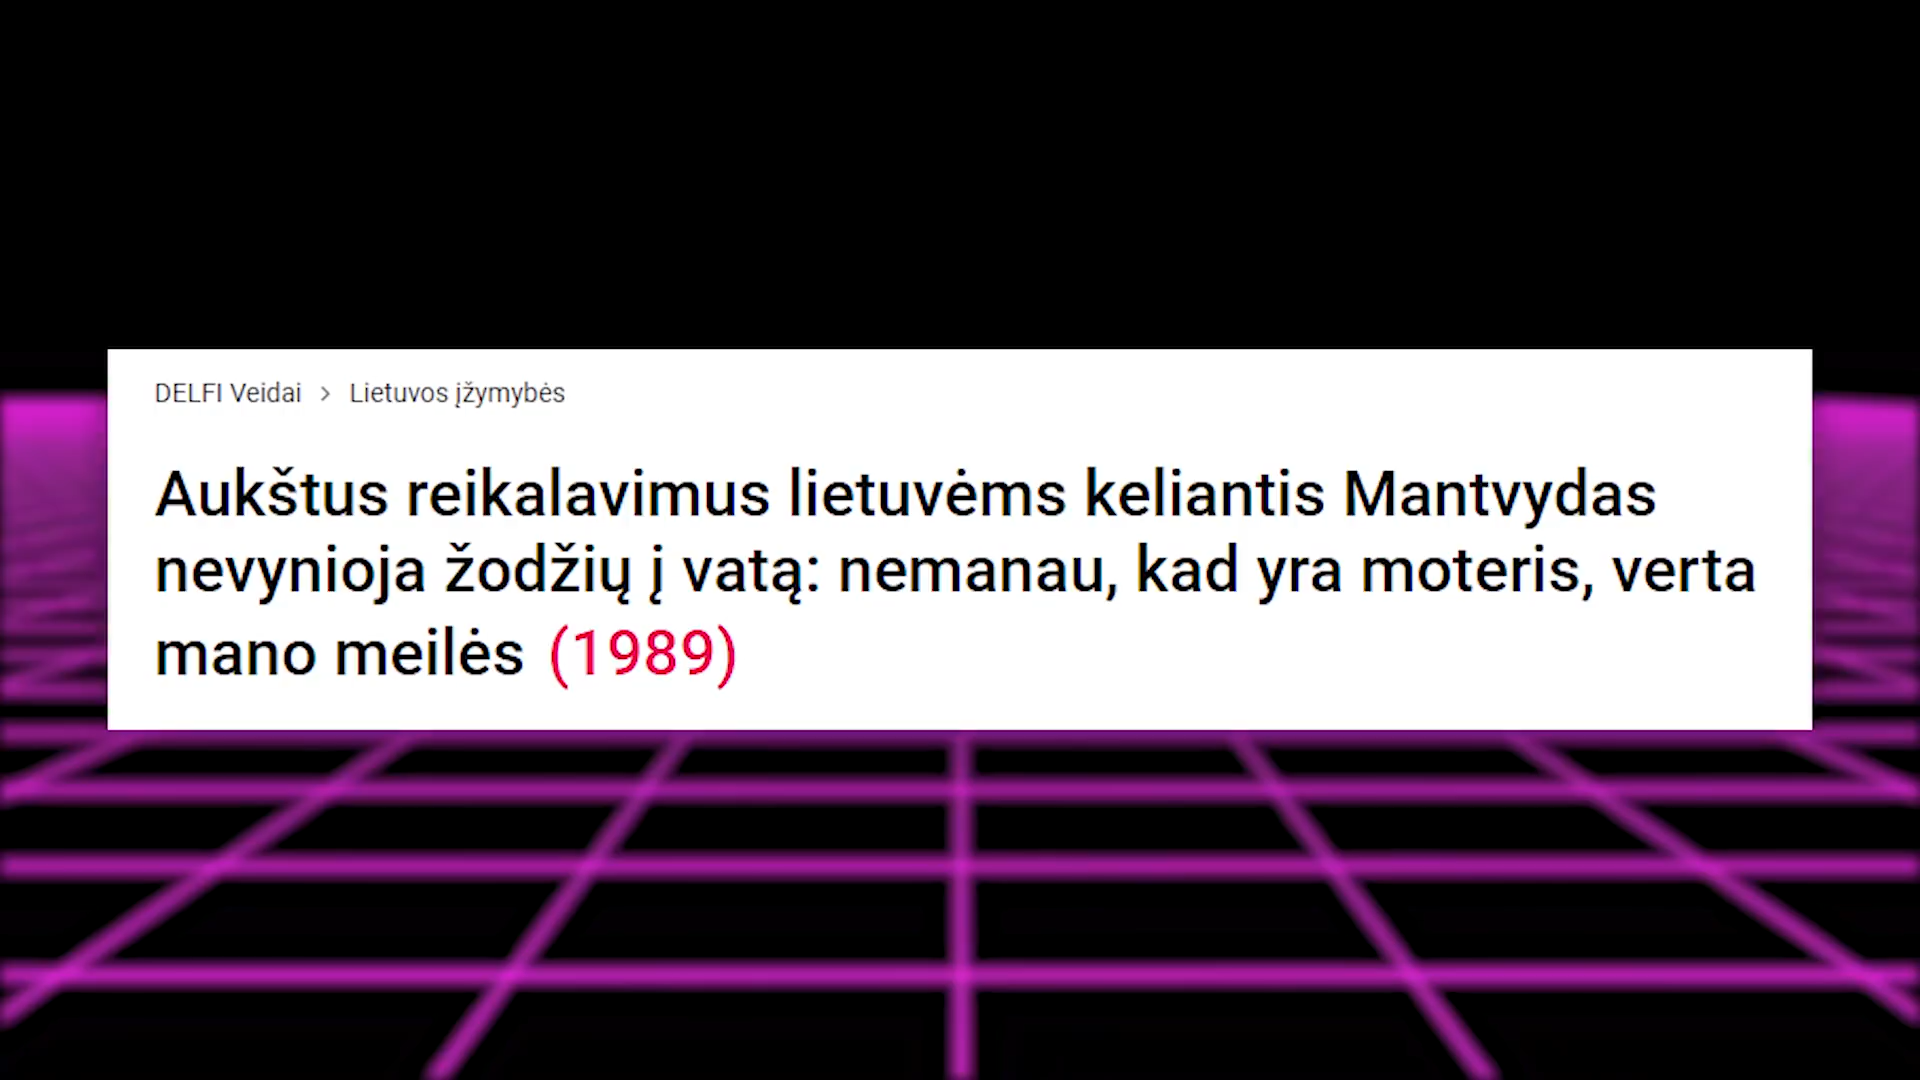 DELFI Veidai > Lietuvos įžymybės
Aukštus reikalavimus lietuvėms keliantis Mantvydas
nevynioja žodžių į vatą: nemanau, kad yra moteris, verta
mano meilės (1989)